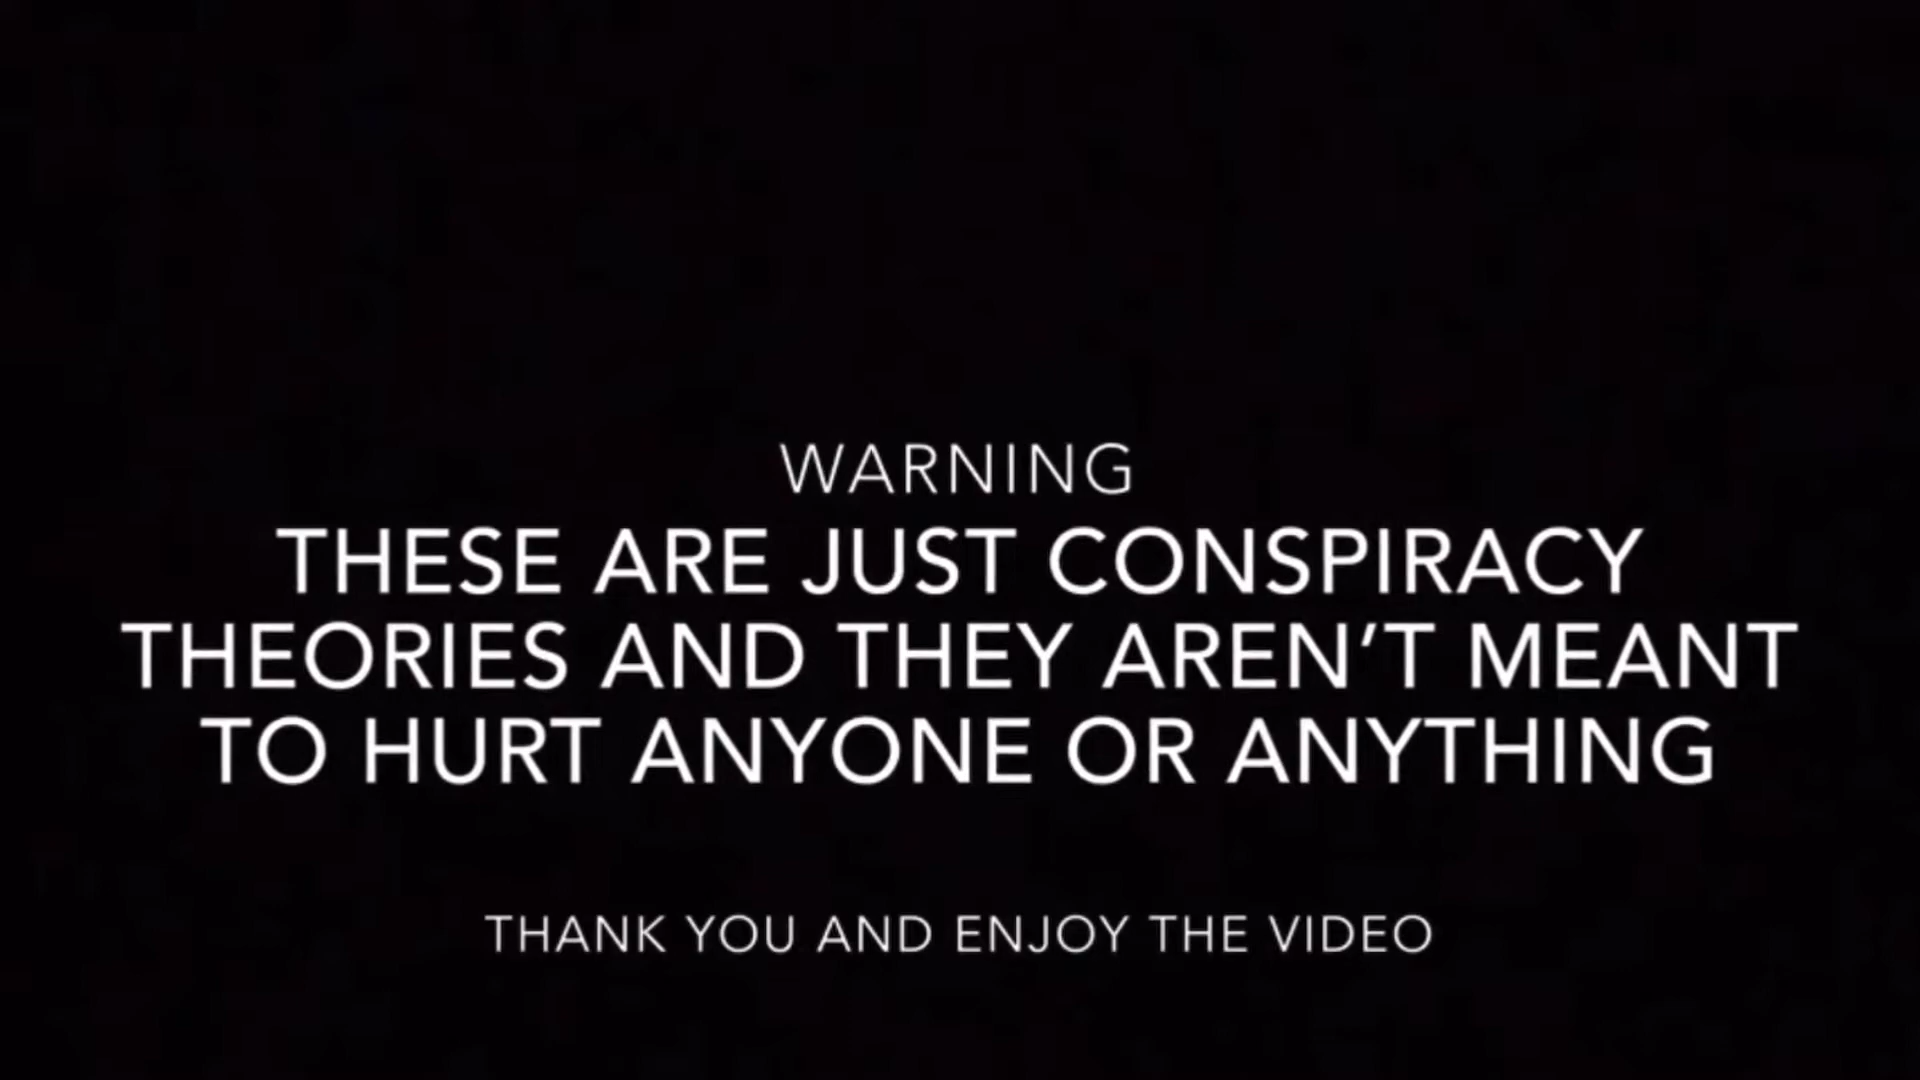 WARNING
THESE ARE JUST CONSPIRACY
THEORIES AND THEY AREN’T MEANT
TO HURT ANYONE OR ANYTHING
THANK YOU AND ENJOY THE VIDEO